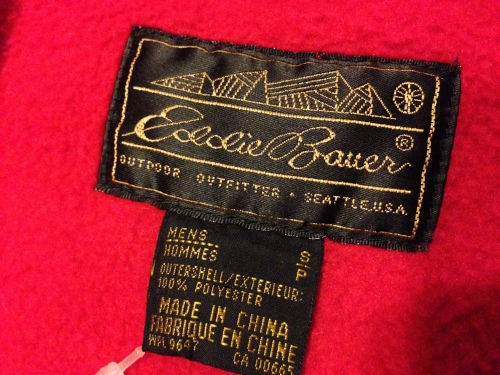 Eddie Bauer®
OUTDOOR OUTFITTER • SEATTLE, U.S.A.
MENS S
HOMMES P
OUTERSHELL/EXTERIEUR:
100% POLYESTER
MADE IN CHINA
FABRIQUE EN CHINE
WPL 9647 CA 00665